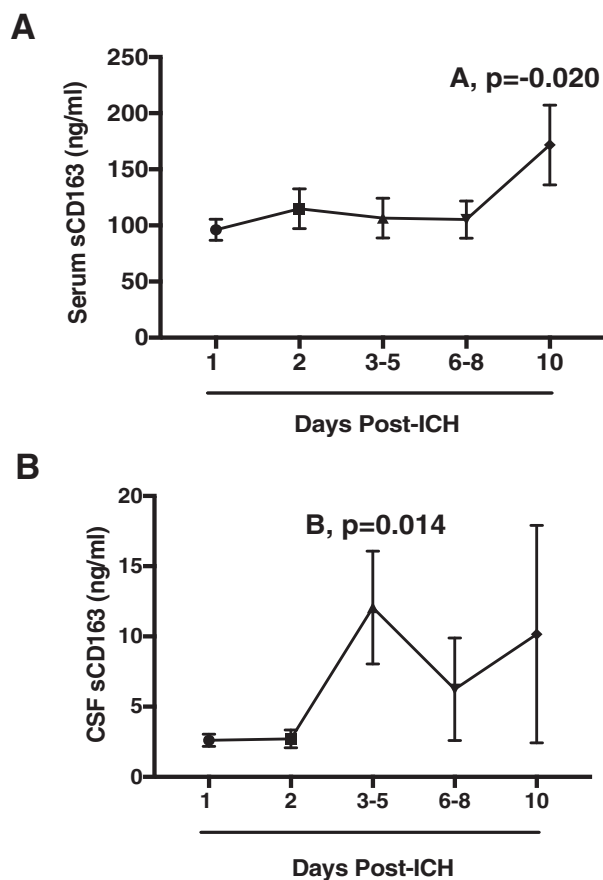 A
A, p=-0.020
Serum sCD163 (ng/ml)
250
200
150
100
50
0
1 2 3-5 6-8 10
Days Post-ICH
B
B, p=0.014
CSF sCD163 (ng/ml)
20
15
10
5
0
1 2 3-5 6-8 10
Days Post-ICH